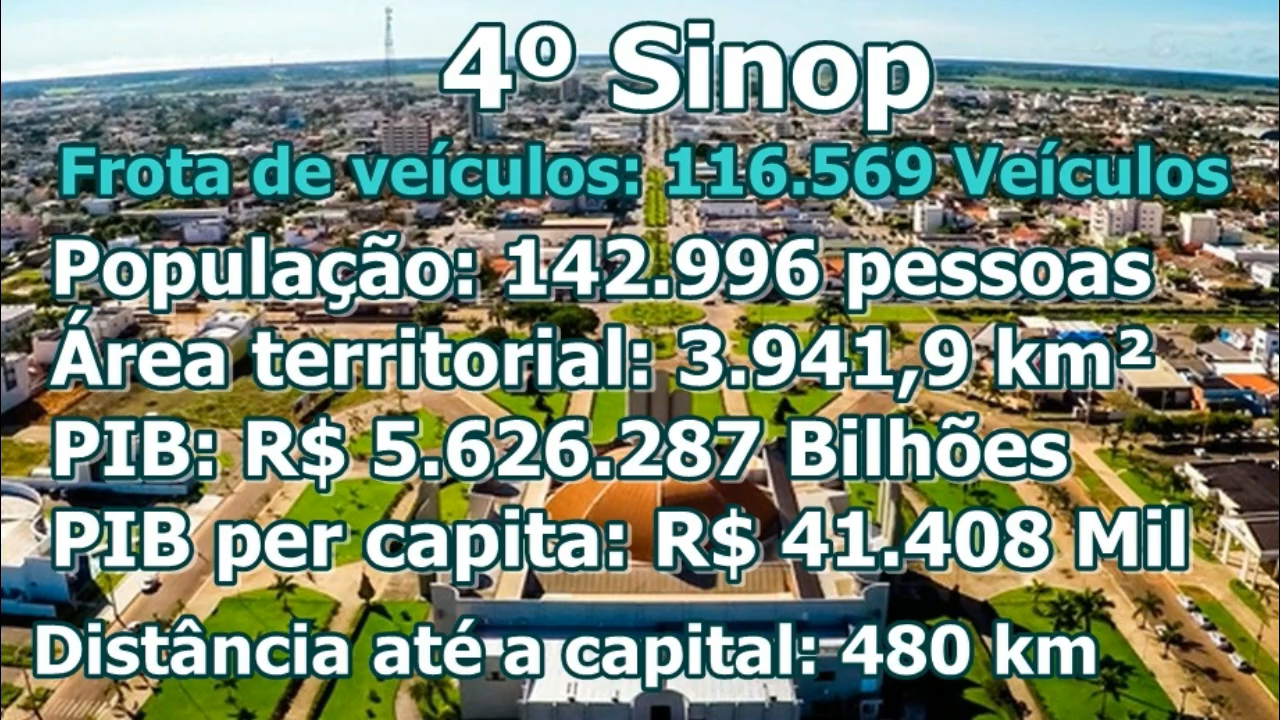 4º Sinop
Frota de veículos: 116.569 Veículos
População: 142.996 pessoas
Área territorial: 3.941,9 km²
PIB: R$ 5.626.287 Bilhões
PIB per capita: R$ 41.408 Mil
Distância até a capital: 480 km